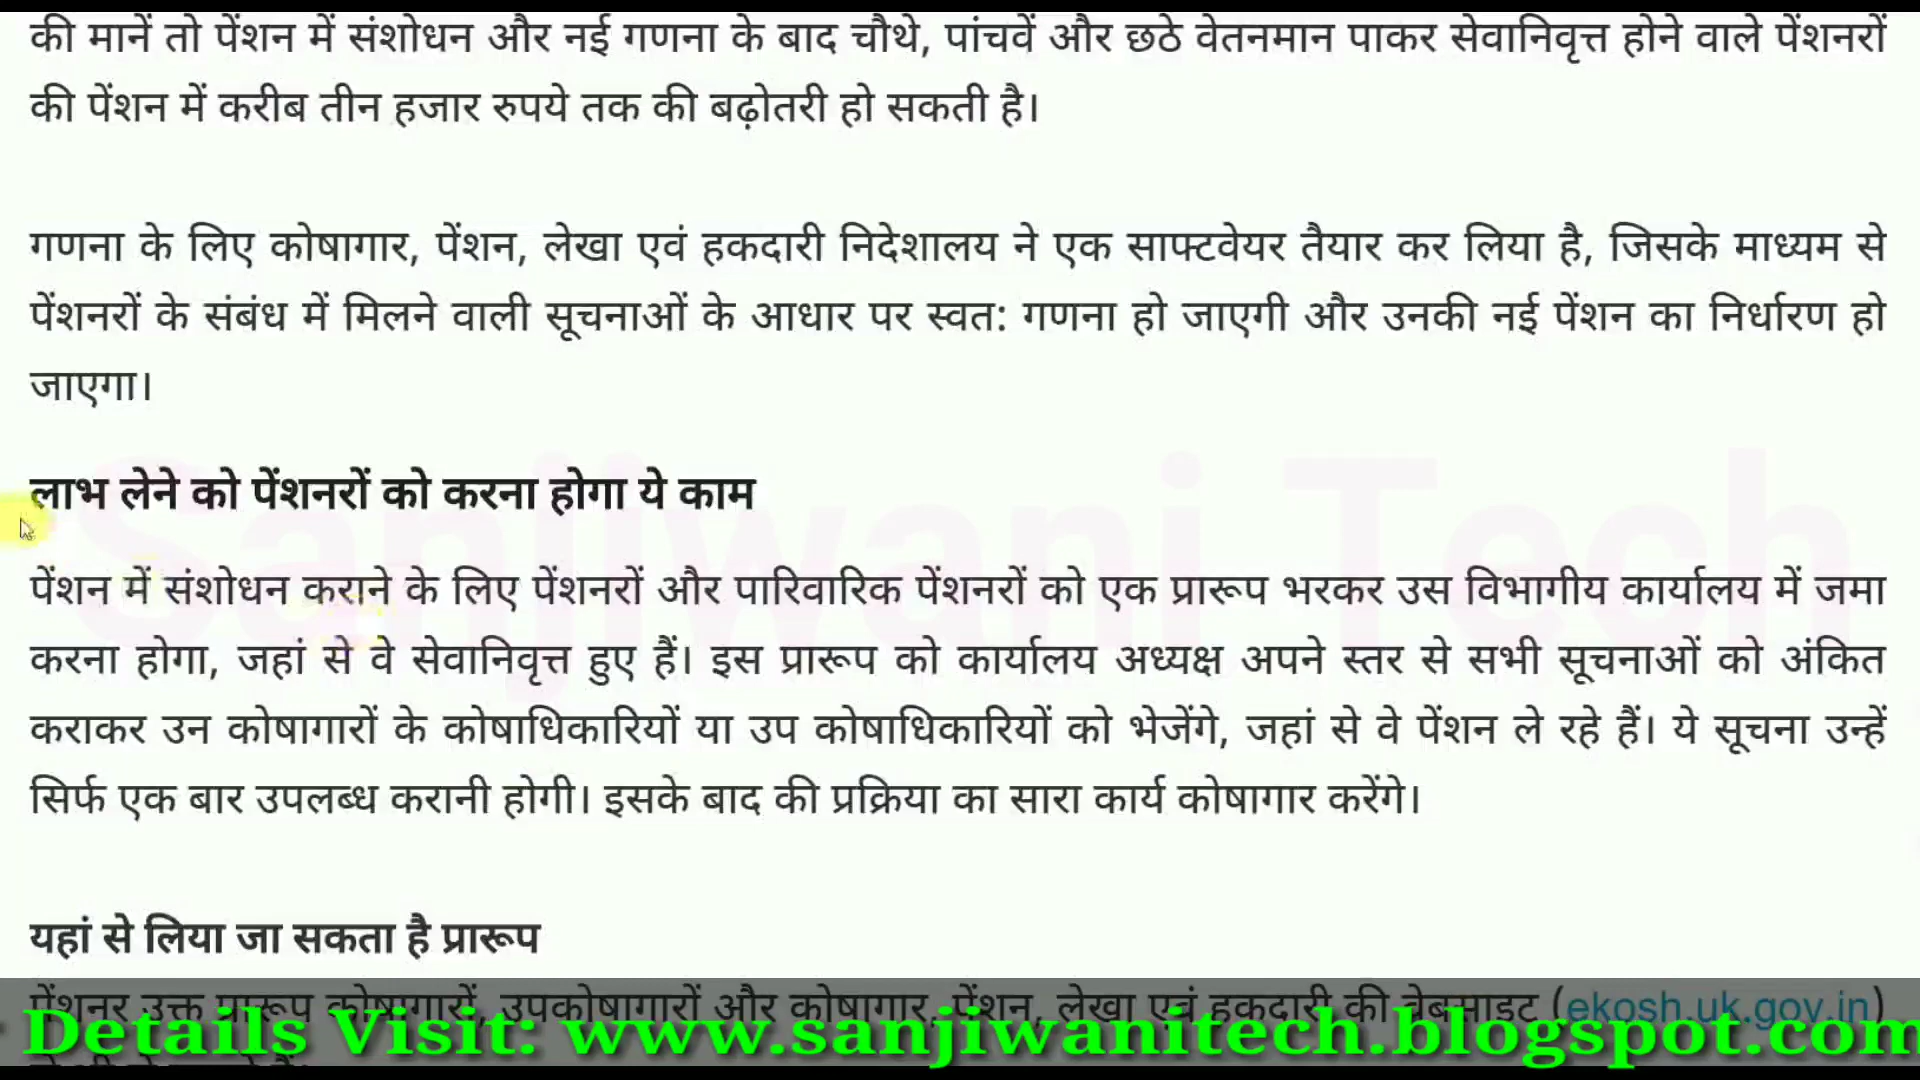 की मानें तो पेंशन में संशोधन और नई गणना के बाद चौथे, पांचवें और छठे वेतनमान पाकर सेवानिवृत्त होने वाले पेंशनरों
की पेंशन में करीब तीन हजार रुपये तक की बढ़ोतरी हो सकती है।
गणना के लिए कोषागार, पेंशन, लेखा एवं हकदारी निदेशालय ने एक साफ्टवेयर तैयार कर लिया है, जिसके माध्यम से
पेंशनरों के संबंध में मिलने वाली सूचनाओं के आधार पर स्वत: गणना हो जाएगी और उनकी नई पेंशन का निर्धारण हो
जाएगा।
लाभ लेने को पेंशनरों को करना होगा ये काम
पेंशन में संशोधन कराने के लिए पेंशनरों और पारिवारिक पेंशनरों को एक प्रारूप भरकर उस विभागीय कार्यालय में जमा
करना होगा, जहां से वे सेवानिवृत्त हुए हैं। इस प्रारूप को कार्यालय अध्यक्ष अपने स्तर से सभी सूचनाओं को अंकित
कराकर उन कोषागारों के कोषाधिकारियों या उप कोषाधिकारियों को भेजेंगे, जहां से वे पेंशन ले रहे हैं। ये सूचना उन्हें
सिर्फ एक बार उपलब्ध करानी होगी। इसके बाद की प्रक्रिया का सारा कार्य कोषागार करेंगे।
Sanjiwani Tech
यहां से लिया जा सकता है प्रारूप
पेंशनर उक्त प्रारूप कोषागारों, उपकोषागारों और कोषागार, पेंशन, लेखा एवं हकदारी की वेबसाइट (ekosh.uk.gov.in)
Details Visit: www.sanjiwanitech.blogspot.com